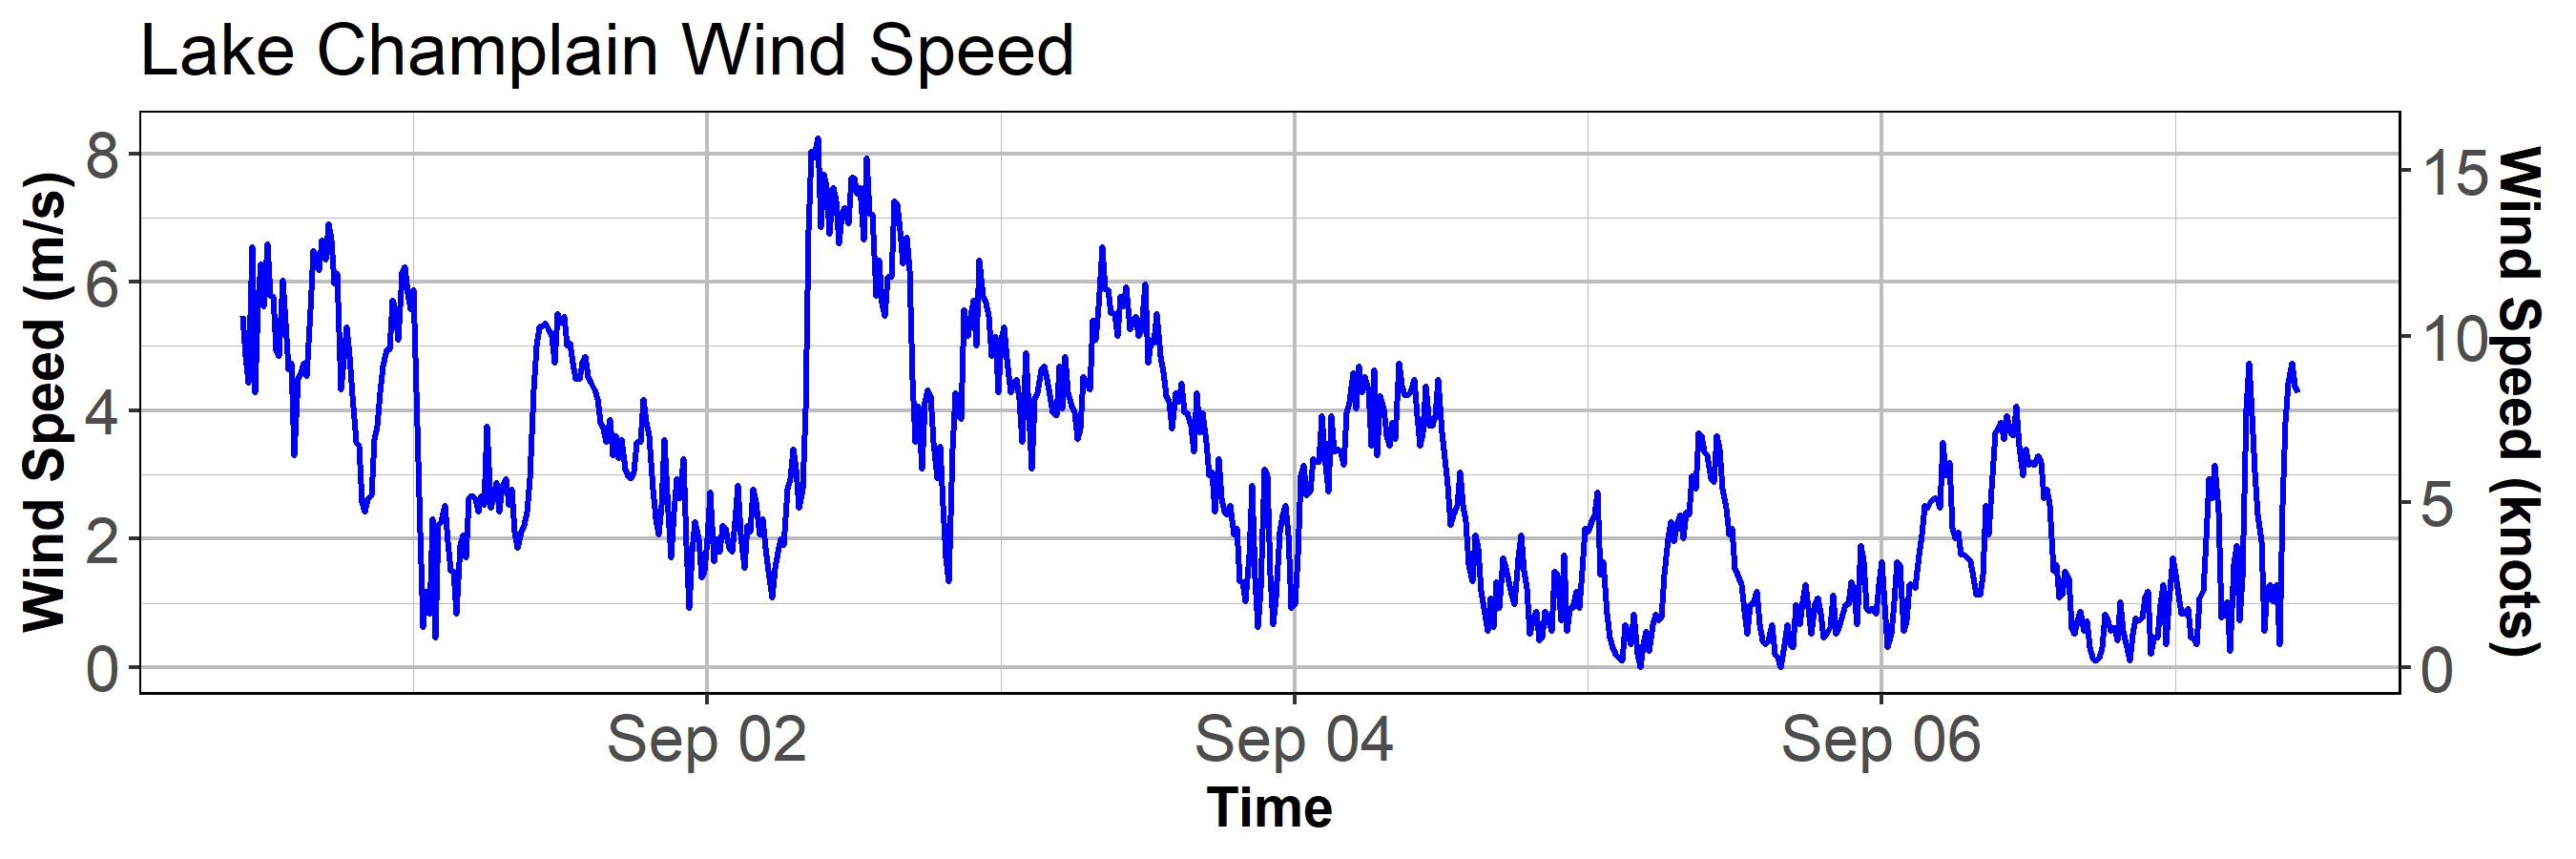 Lake Champlain Wind Speed
Wind Speed (m/s)
8
6
4
2
0
15
10
5
0
Wind Speed (knots)
Sep 02 Sep 04 Sep 06
Time